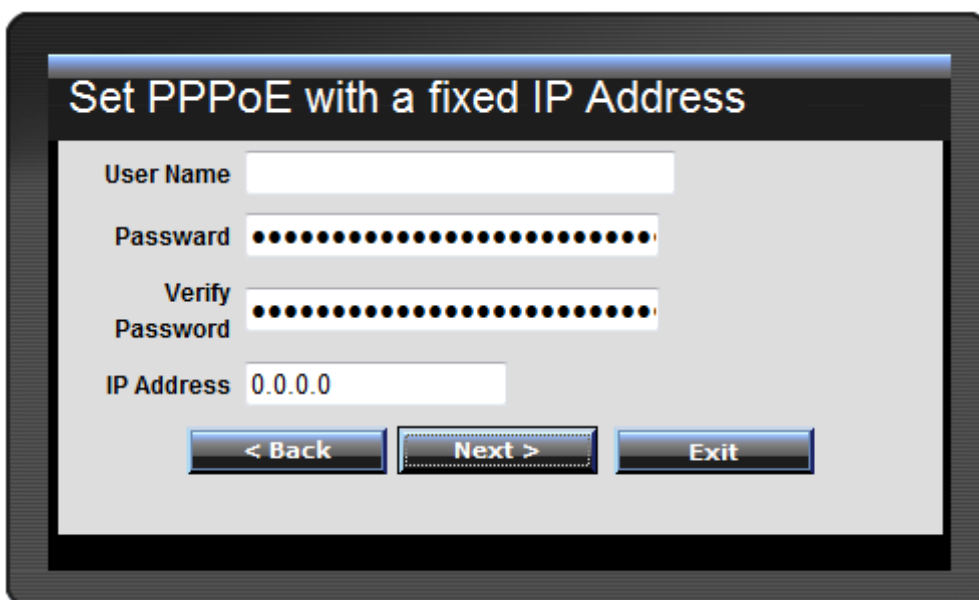 Set PPPoE with a fixed IP Address
User Name
Passward ●●●●●●●●●●●●●●●●●●●●●●●●●●
Verify
Password ●●●●●●●●●●●●●●●●●●●●●●●●●●
IP Address 0.0.0.0
< Back Next > Exit